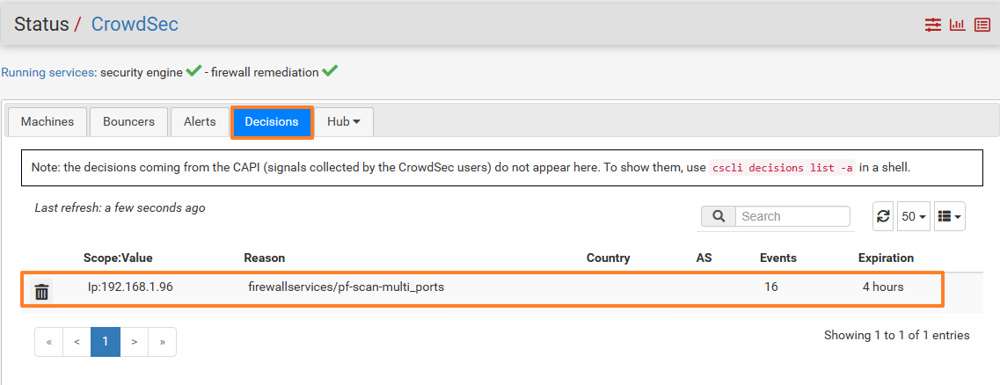 Status / CrowdSec
Running services: security engine - firewall remediation
Machines Bouncers Alerts Decisions Hub
Note: the decisions coming from the CAPI (signals collected by the CrowdSec users) do not appear here. To show them, use cscli decisions list -a in a shell.
Last refresh: a few seconds ago
Search 50
Scope:Value Reason Country AS Events Expiration
Ip:192.168.1.96 firewallservices/pf-scan-multi_ports 16 4 hours
« < 1 > »
Showing 1 to 1 of 1 entries